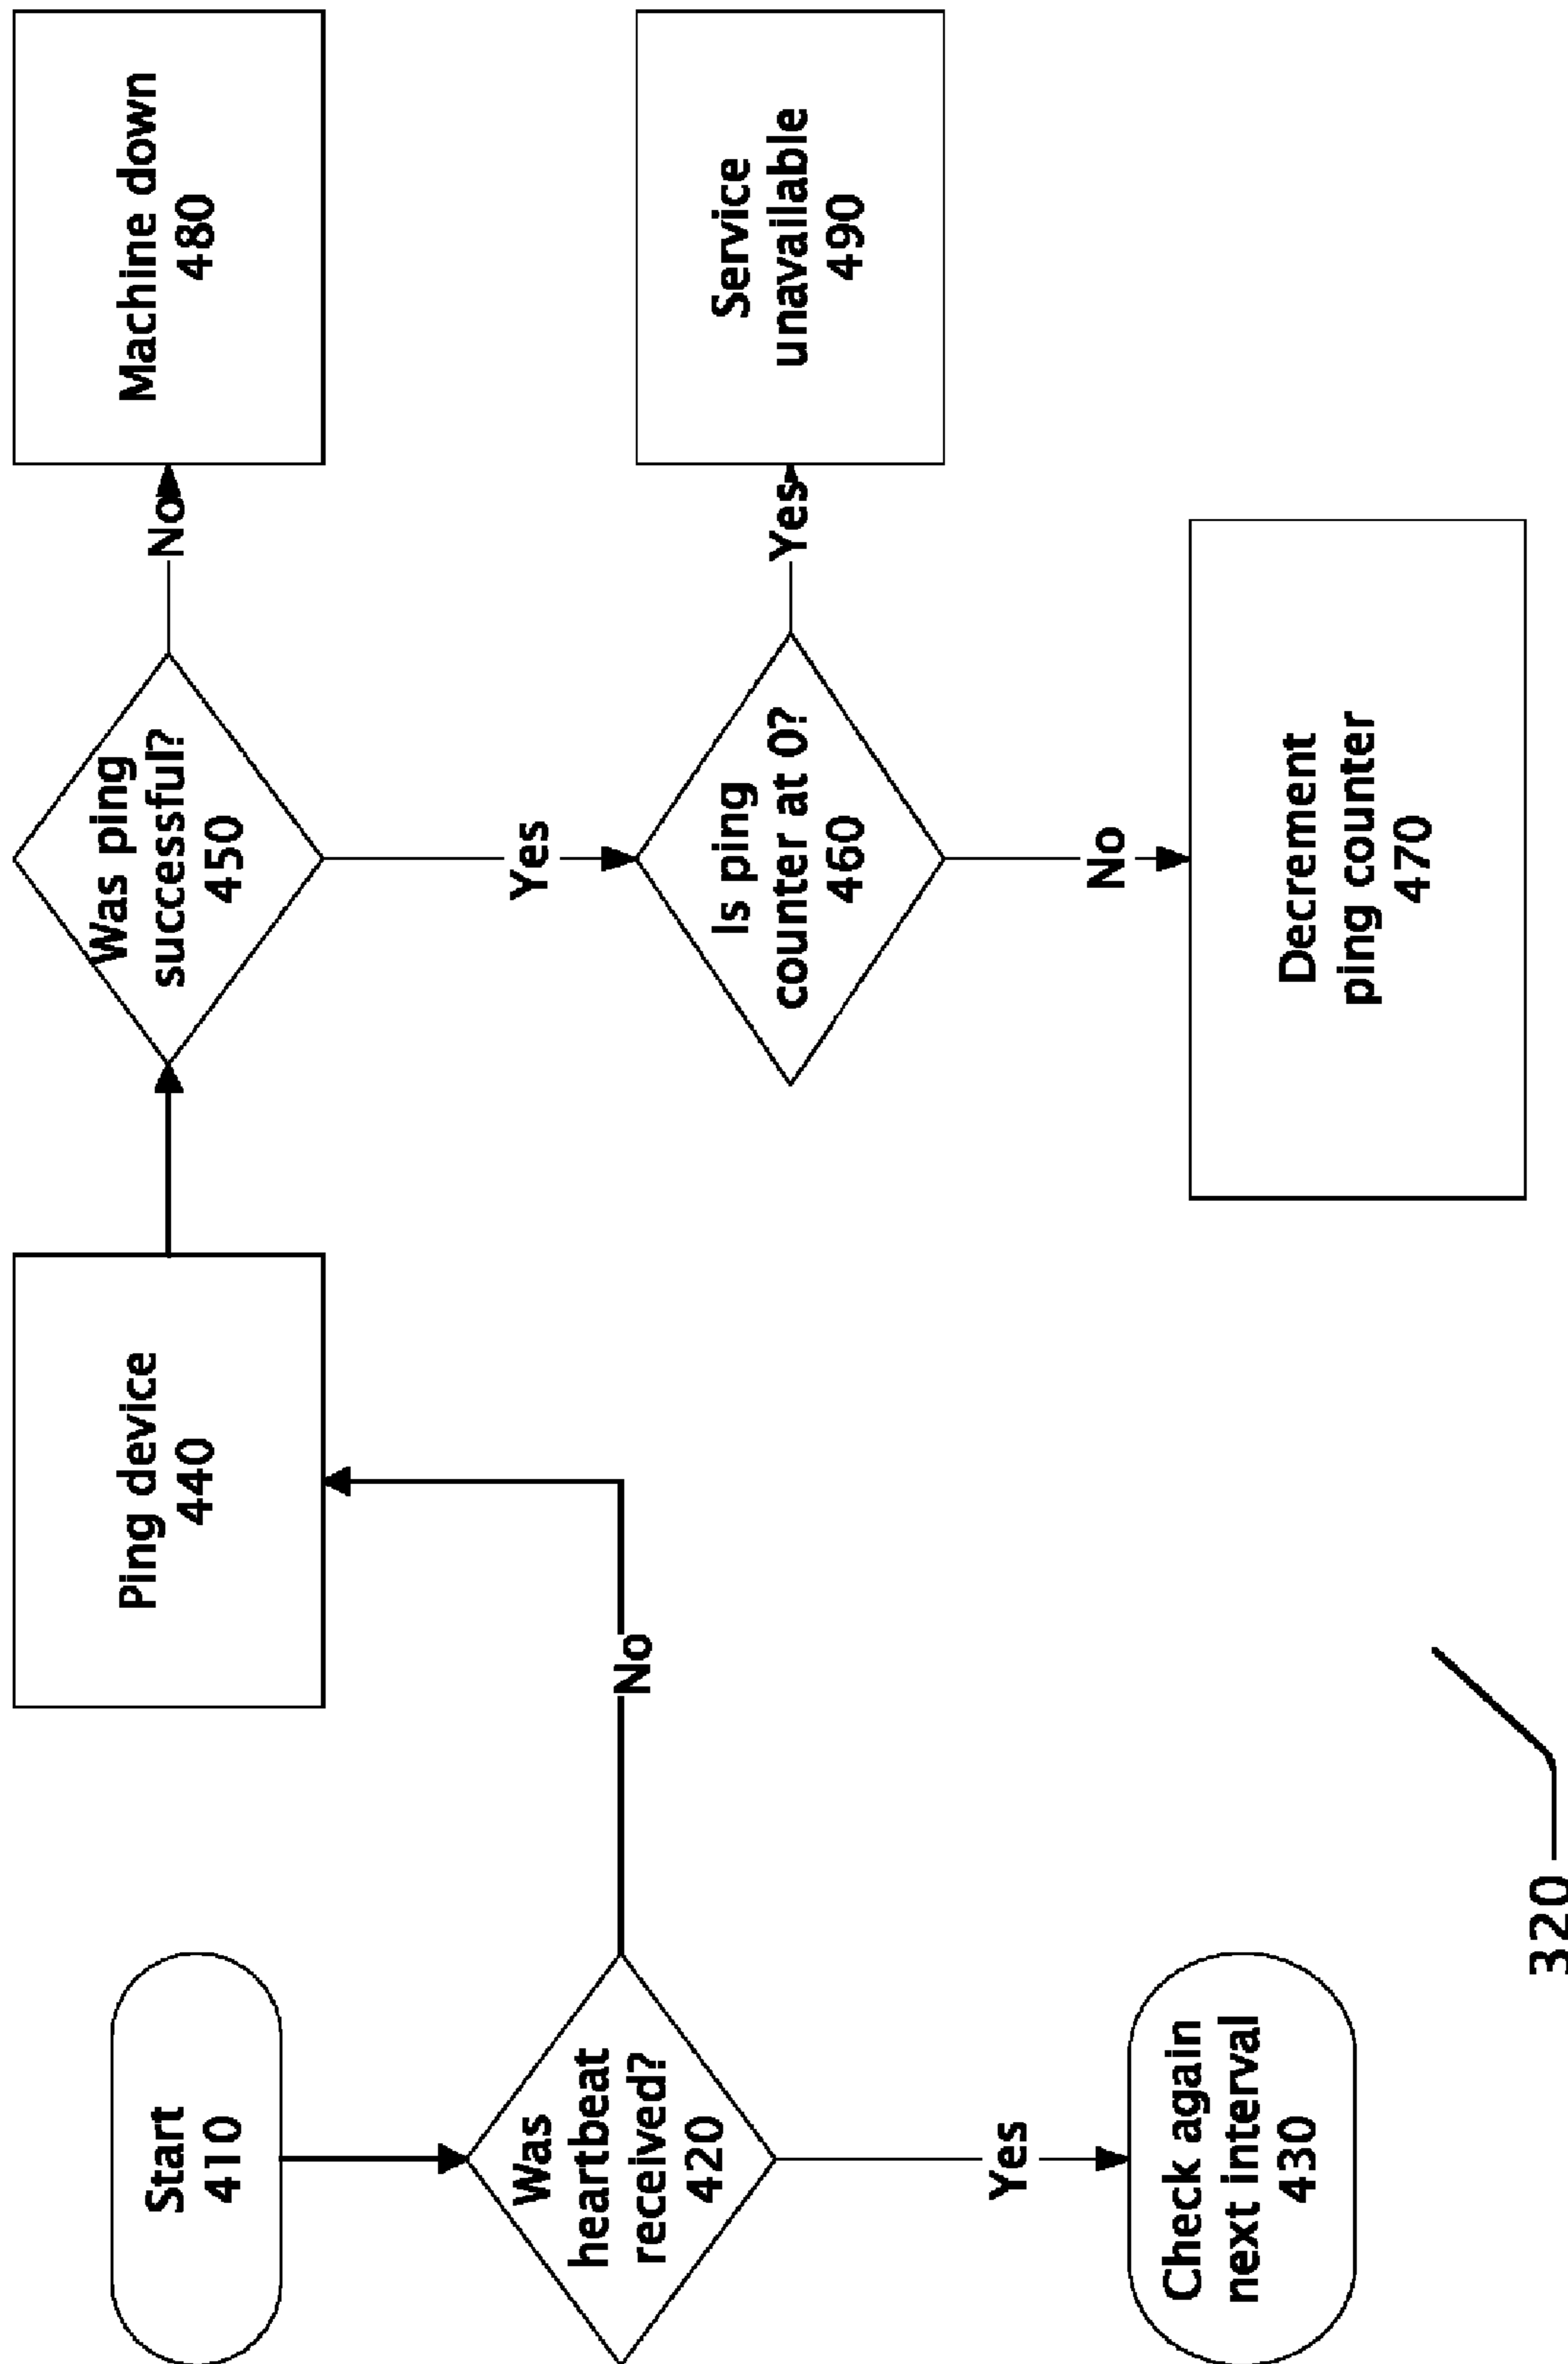 Start
410
Was
heartbeat
received?
420
Yes
Check again
next interval
430
No
Ping device
440
Was ping
successful?
450
No
Machine down
480
Yes
Is ping
counter at 0?
460
Yes
Service
unavailable
490
No
Decrement
ping counter
470
320